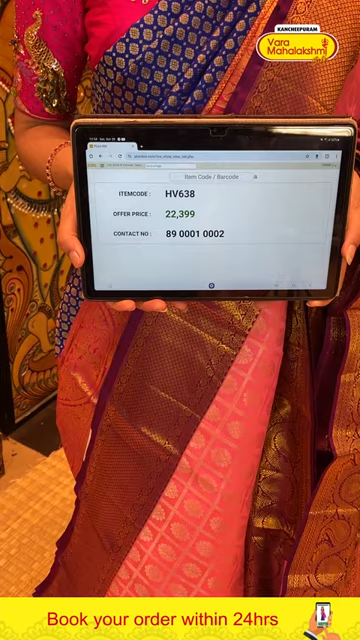 KANCHEEPURAM
Vara
Mahalakshmi
Item Code / Barcode
ITEMCODE : HV638
OFFER PRICE : 22,399
CONTACT NO : 89 0001 0002
Book your order within 24hrs